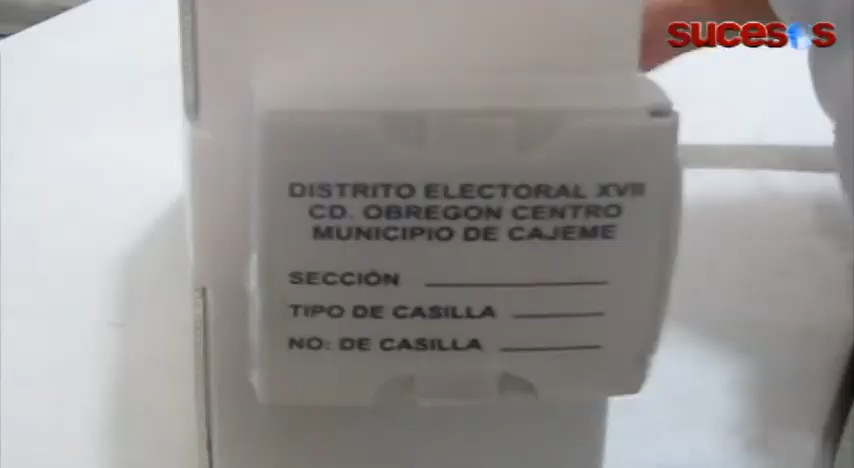 sucesos
DISTRITO ELECTORAL XVII
CD. OBREGON CENTRO
MUNICIPIO DE CAJEME
SECCIÓN
TIPO DE CASILLA
NO: DE CASILLA